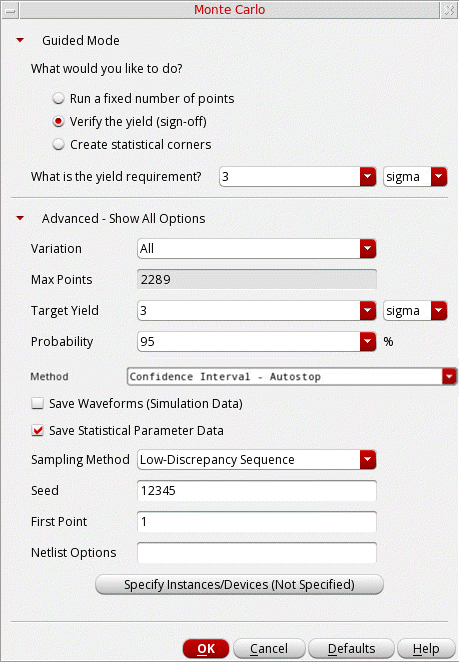 Monte Carlo
Guided Mode
What would you like to do?
Run a fixed number of points
Verify the yield (sign-off)
Create statistical corners
What is the yield requirement? 3 sigma
Advanced - Show All Options
Variation All
Max Points 2289
Target Yield 3 sigma
Probability 95 %
Method Confidence Interval - Autostop
Save Waveforms (Simulation Data)
Save Statistical Parameter Data
Sampling Method Low-Discrepancy Sequence
Seed 12345
First Point 1
Netlist Options
Specify Instances/Devices (Not Specified)
OK Cancel Defaults Help